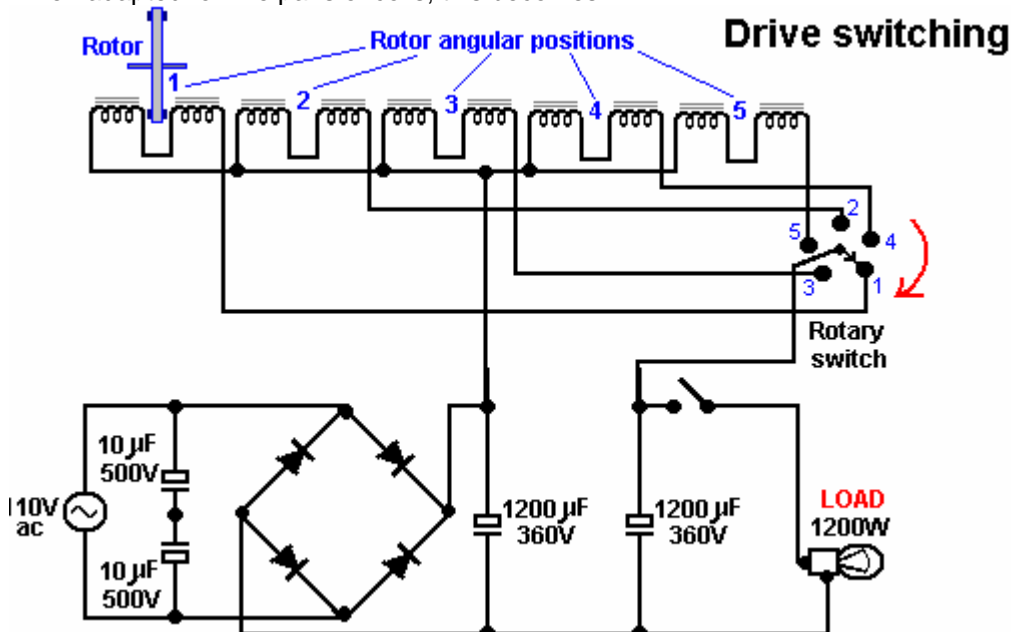 Drive switching
Rotor
Rotor angular positions
1
2
3
4
5
2
5
4
3
1
Rotary
switch
10 µF
500V
10V
ac
10 µF
500V
1200 µF
360V
1200 µF
360V
LOAD
1200W